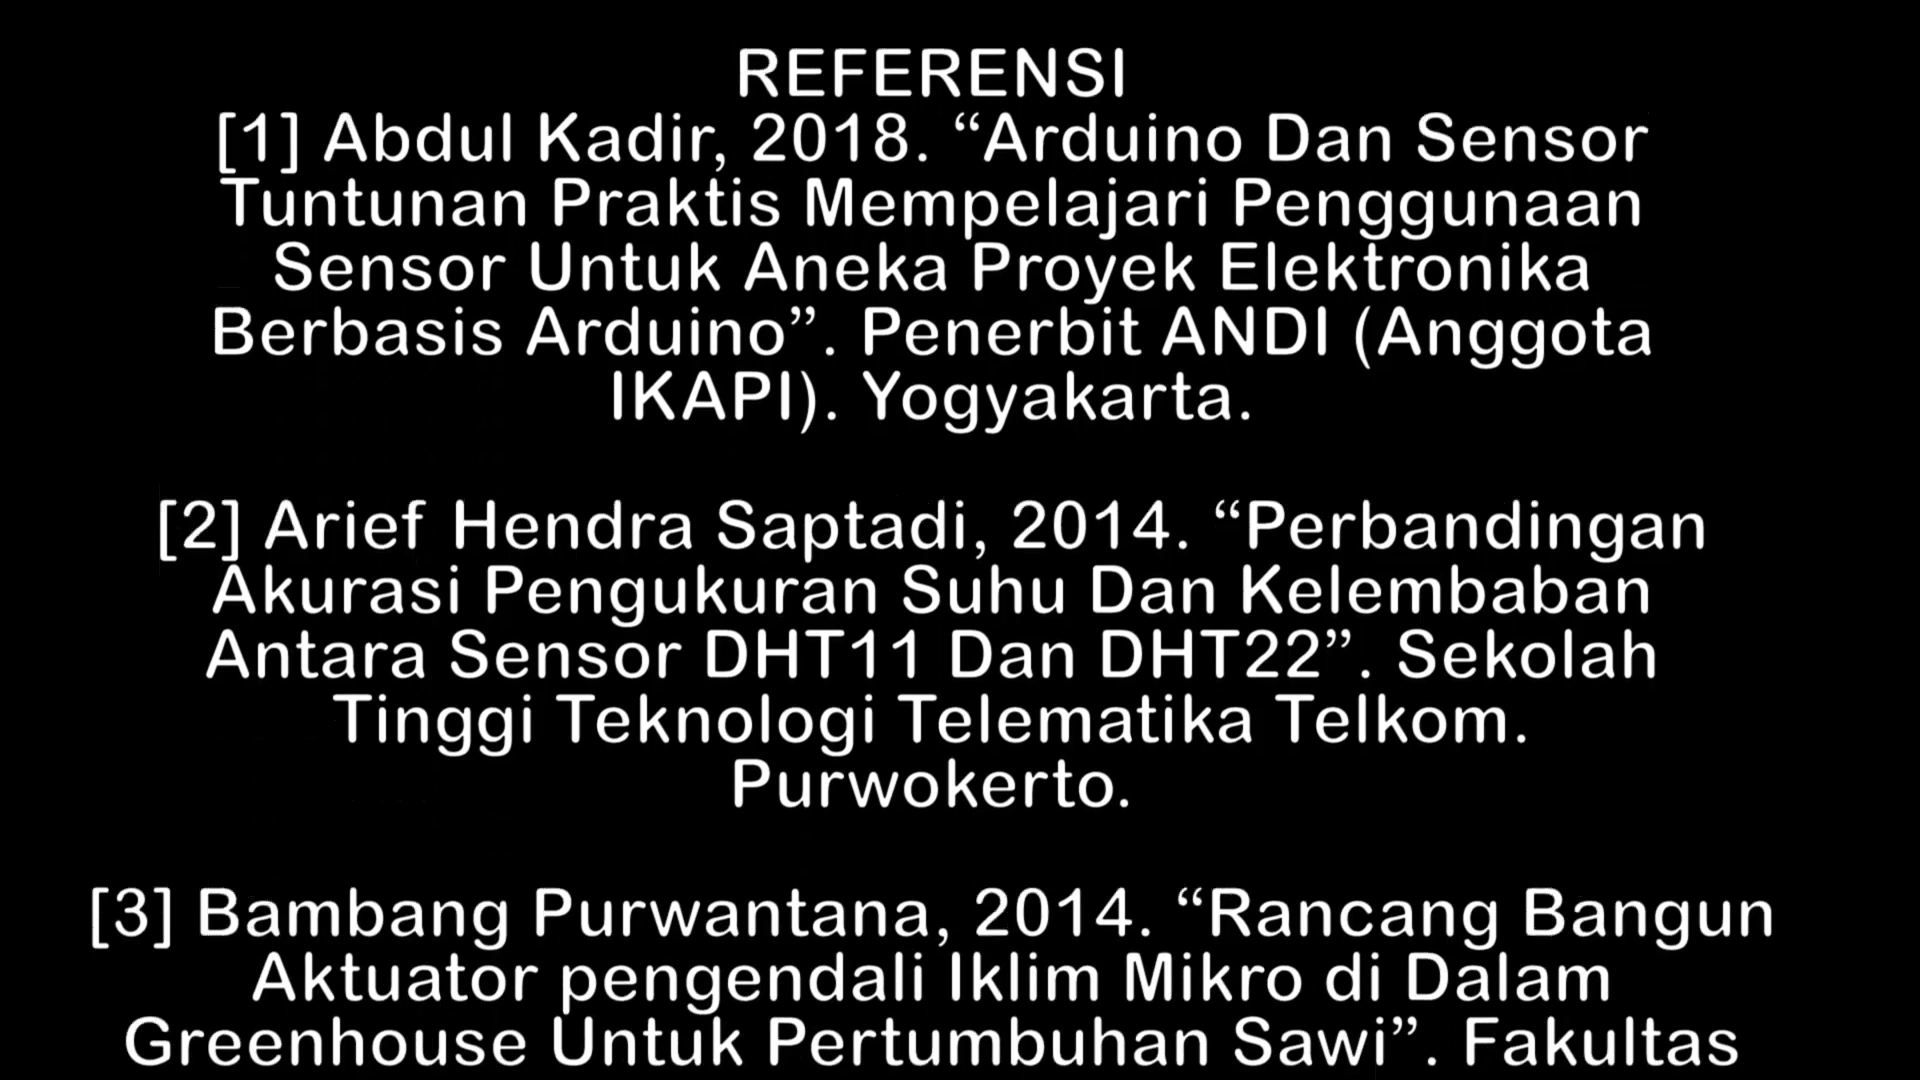 REFERENSI
[1] Abdul Kadir, 2018. “Arduino Dan Sensor
Tuntunan Praktis Mempelajari Penggunaan
Sensor Untuk Aneka Proyek Elektronika
Berbasis Arduino”. Penerbit ANDI (Anggota
IKAPI). Yogyakarta.
[2] Arief Hendra Saptadi, 2014. “Perbandingan
Akurasi Pengukuran Suhu Dan Kelembaban
Antara Sensor DHT11 Dan DHT22”. Sekolah
Tinggi Teknologi Telematika Telkom.
Purwokerto.
[3] Bambang Purwantana, 2014. “Rancang Bangun
Aktuator pengendali Iklim Mikro di Dalam
Greenhouse Untuk Pertumbuhan Sawi”. Fakultas